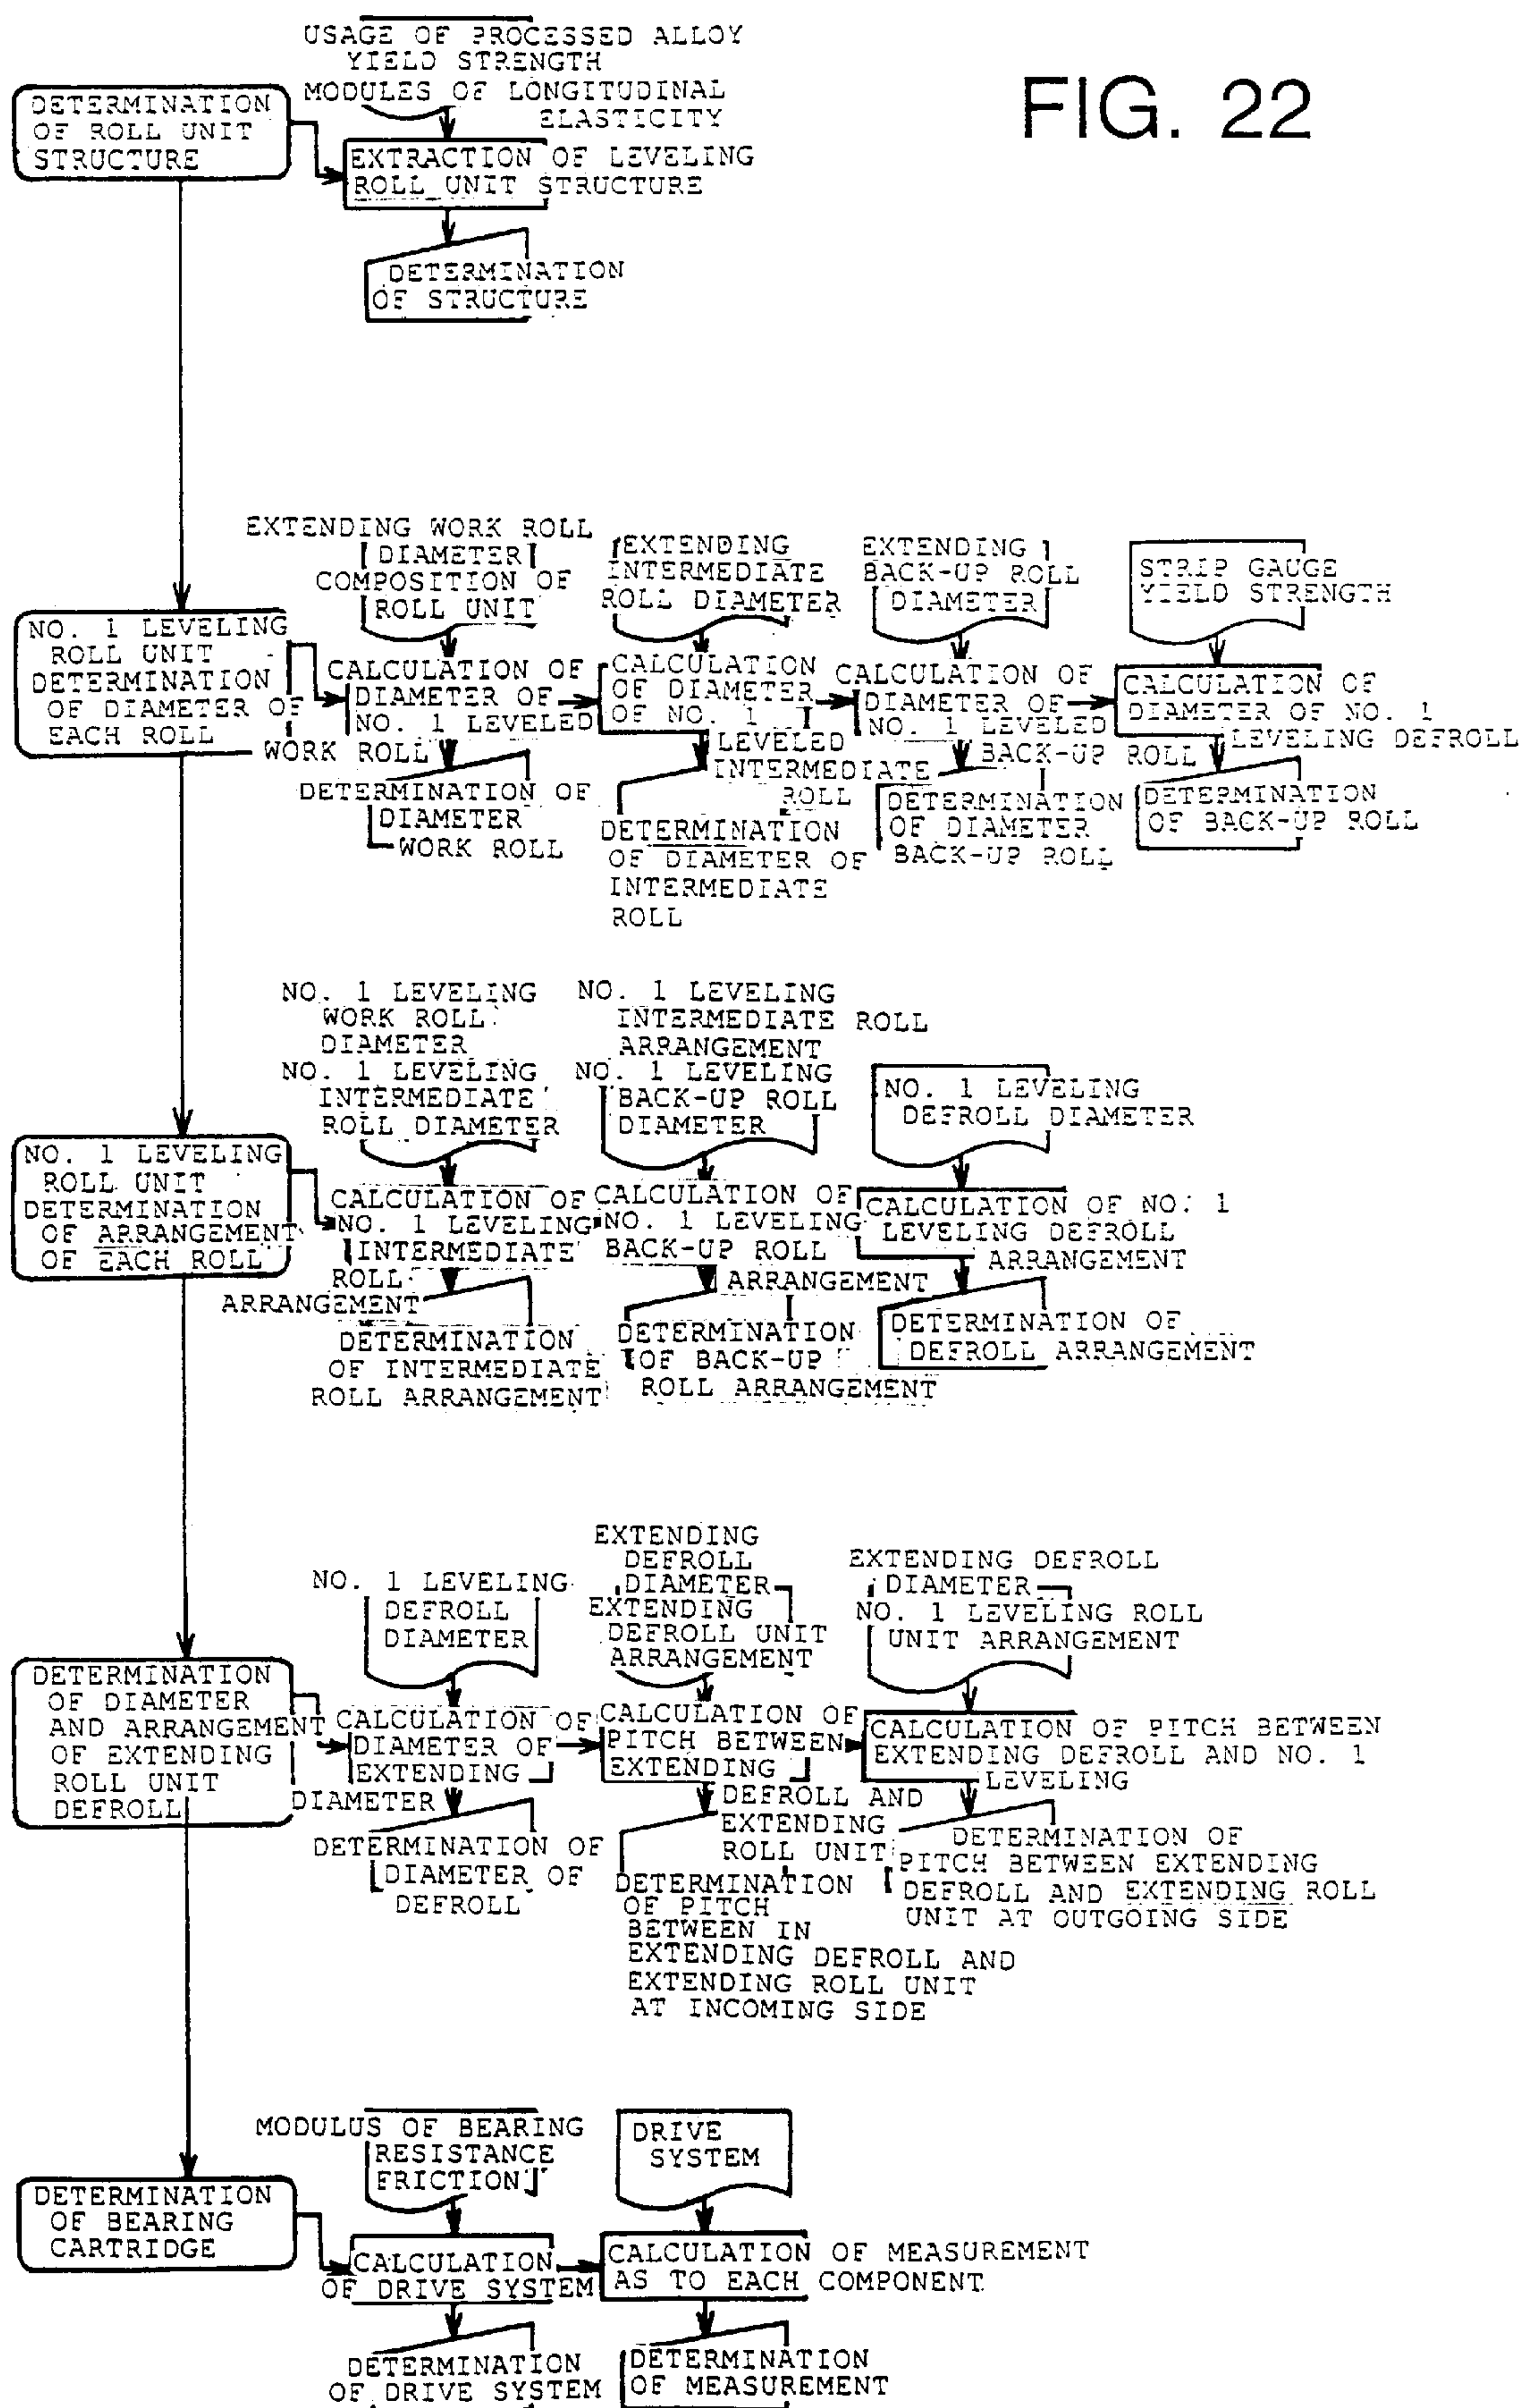 FIG. 22
USAGE OF PROCESSED ALLOY
YIELD STRENGTH
MODULES OF LONGITUDINAL
ELASTICITY
DETERMINATION
OF ROLL UNIT
STRUCTURE
EXTRACTION OF LEVELING
ROLL UNIT STRUCTURE
DETERMINATION
OF STRUCTURE
EXTENDING WORK ROLL
DIAMETER
COMPOSITION OF
ROLL UNIT
EXTENDING
INTERMEDIATE
ROLL DIAMETER
EXTENDING
BACK-UP ROLL
DIAMETER
STRIP GAUGE
YIELD STRENGTH
NO. 1 LEVELING
ROLL UNIT
DETERMINATION
OF DIAMETER OF
EACH ROLL
CALCULATION OF
DIAMETER OF
NO. 1 LEVELED
WORK ROLL
CALCULATION
OF DIAMETER
OF NO. 1
LEVELED
INTERMEDIATE
ROLL
CALCULATION OF
DIAMETER OF
NO. 1 LEVELED
BACK-UP ROLL
CALCULATION OF
DIAMETER OF NO. 1
LEVELING DEFROLL
DETERMINATION OF
DIAMETER
WORK ROLL
DETERMINATION
OF DIAMETER OF
INTERMEDIATE
ROLL
DETERMINATION
OF DIAMETER
BACK-UP ROLL
DETERMINATION
OF BACK-UP ROLL
NO. 1 LEVELING
WORK ROLL
DIAMETER
NO. 1 LEVELING
INTERMEDIATE
ROLL DIAMETER
NO. 1 LEVELING
INTERMEDIATE ROLL
ARRANGEMENT
NO. 1 LEVELING
BACK-UP ROLL
DIAMETER
NO. 1 LEVELING
DEFROLL DIAMETER
NO. 1 LEVELING
ROLL UNIT
DETERMINATION
OF ARRANGEMENT
OF EACH ROLL
CALCULATION OF
NO. 1 LEVELING
INTERMEDIATE
ROLL
ARRANGEMENT
CALCULATION OF
NO. 1 LEVELING
BACK-UP ROLL
ARRANGEMENT
CALCULATION OF NO. 1
LEVELING DEFROLL
ARRANGEMENT
DETERMINATION
OF INTERMEDIATE
ROLL ARRANGEMENT
DETERMINATION
OF BACK-UP
ROLL ARRANGEMENT
DETERMINATION OF
DEFROLL ARRANGEMENT
NO. 1 LEVELING
DEFROLL
DIAMETER
EXTENDING
DEFROLL
DIAMETER
EXTENDING
DEFROLL UNIT
ARRANGEMENT
EXTENDING DEFROLL
DIAMETER
NO. 1 LEVELING ROLL
UNIT ARRANGEMENT
DETERMINATION
OF DIAMETER
AND ARRANGEMENT
OF EXTENDING
ROLL UNIT
DEFROLL
CALCULATION OF
DIAMETER OF
EXTENDING
DIAMETER
CALCULATION OF
PITCH BETWEEN
EXTENDING
DEFROLL AND
EXTENDING
ROLL UNIT
CALCULATION OF PITCH BETWEEN
EXTENDING DEFROLL AND NO. 1
LEVELING
DETERMINATION OF
DIAMETER OF
DEFROLL
DETERMINATION
OF PITCH
BETWEEN IN
EXTENDING DEFROLL AND
EXTENDING ROLL UNIT
AT INCOMING SIDE
DETERMINATION OF
PITCH BETWEEN EXTENDING
DEFROLL AND EXTENDING ROLL
UNIT AT OUTGOING SIDE
MODULUS OF BEARING
RESISTANCE
FRICTION
DRIVE
SYSTEM
DETERMINATION
OF BEARING
CARTRIDGE
CALCULATION
OF DRIVE SYSTEM
CALCULATION OF MEASUREMENT
AS TO EACH COMPONENT
DETERMINATION
OF DRIVE SYSTEM
DETERMINATION
OF MEASUREMENT